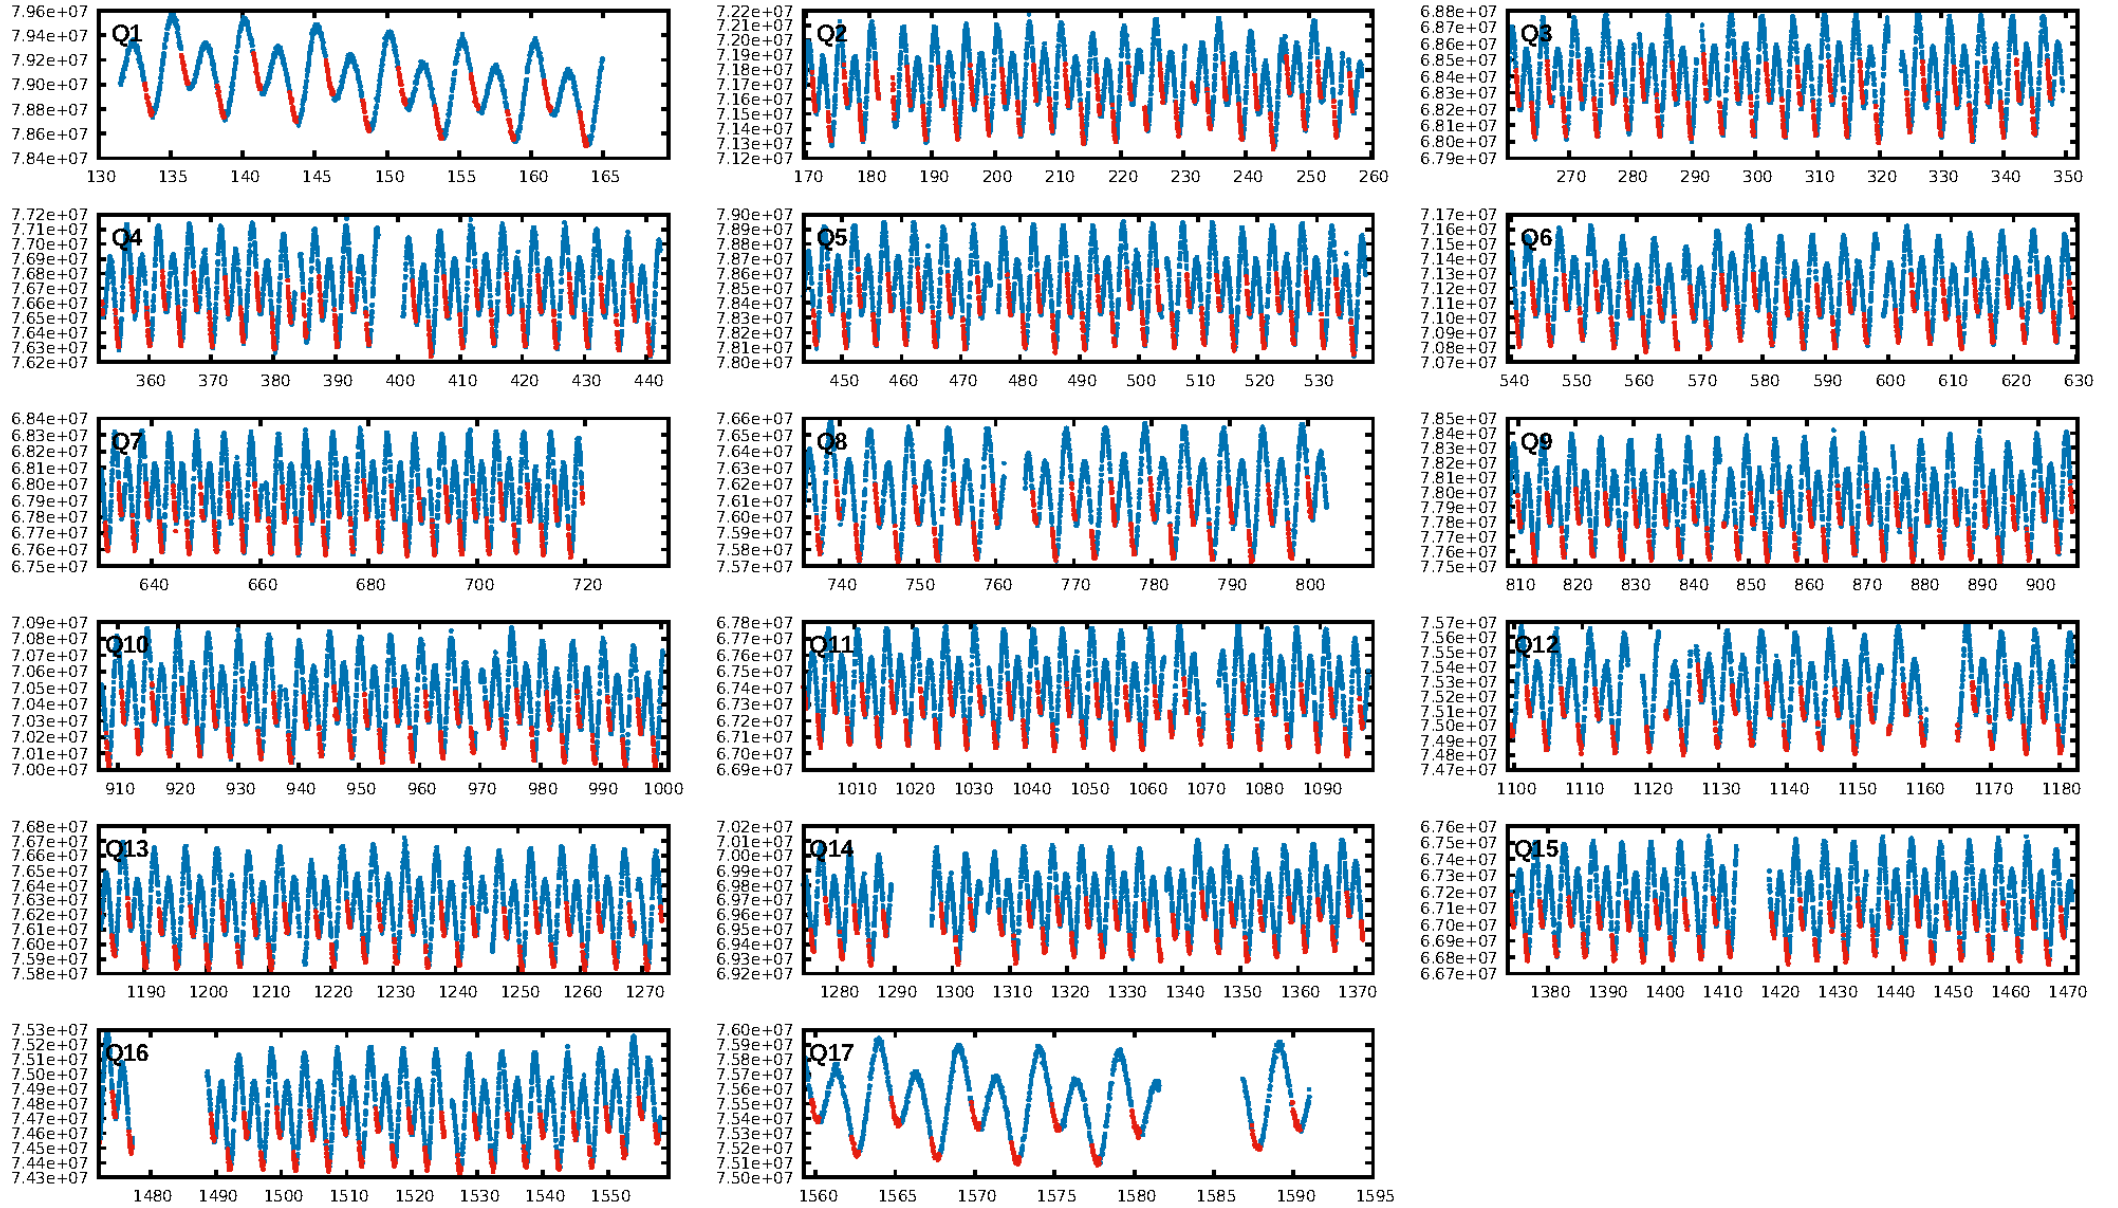 7.96e+07
7.94e+07
7.92e+07
7.90e+07
7.88e+07
7.86e+07
7.84e+07
Q1
130 135 140 145 150 155 160 165
7.22e+07
7.21e+07
7.20e+07
7.19e+07
7.18e+07
7.17e+07
7.16e+07
7.15e+07
7.14e+07
7.13e+07
7.12e+07
Q2
170 180 190 200 210 220 230 240 250 260
6.88e+07
6.87e+07
6.86e+07
6.85e+07
6.84e+07
6.83e+07
6.82e+07
6.81e+07
6.80e+07
6.79e+07
Q3
270 280 290 300 310 320 330 340 350
7.72e+07
7.71e+07
7.70e+07
7.69e+07
7.68e+07
7.67e+07
7.66e+07
7.65e+07
7.64e+07
7.63e+07
7.62e+07
Q4
360 370 380 390 400 410 420 430 440
7.90e+07
7.89e+07
7.88e+07
7.87e+07
7.86e+07
7.85e+07
7.84e+07
7.83e+07
7.82e+07
7.81e+07
7.80e+07
Q5
450 460 470 480 490 500 510 520 530
7.17e+07
7.16e+07
7.15e+07
7.14e+07
7.13e+07
7.12e+07
7.11e+07
7.10e+07
7.09e+07
7.08e+07
7.07e+07
Q6
540 550 560 570 580 590 600 610 620 630
6.84e+07
6.83e+07
6.82e+07
6.81e+07
6.80e+07
6.79e+07
6.78e+07
6.77e+07
6.76e+07
6.75e+07
Q7
640 660 680 700 720
7.66e+07
7.65e+07
7.64e+07
7.63e+07
7.62e+07
7.61e+07
7.60e+07
7.59e+07
7.58e+07
7.57e+07
Q8
740 750 760 770 780 790 800
7.85e+07
7.84e+07
7.83e+07
7.82e+07
7.81e+07
7.80e+07
7.79e+07
7.78e+07
7.77e+07
7.76e+07
7.75e+07
Q9
810 820 830 840 850 860 870 880 890 900
7.09e+07
7.08e+07
7.07e+07
7.06e+07
7.05e+07
7.04e+07
7.03e+07
7.02e+07
7.01e+07
7.00e+07
Q10
910 920 930 940 950 960 970 980 990 1000
6.78e+07
6.77e+07
6.76e+07
6.75e+07
6.74e+07
6.73e+07
6.72e+07
6.71e+07
6.70e+07
6.69e+07
Q11
1010 1020 1030 1040 1050 1060 1070 1080 1090
7.57e+07
7.56e+07
7.55e+07
7.54e+07
7.53e+07
7.52e+07
7.51e+07
7.50e+07
7.49e+07
7.48e+07
7.47e+07
Q12
1100 1110 1120 1130 1140 1150 1160 1170 1180
7.68e+07
7.67e+07
7.66e+07
7.65e+07
7.64e+07
7.63e+07
7.62e+07
7.61e+07
7.60e+07
7.59e+07
7.58e+07
Q13
1190 1200 1210 1220 1230 1240 1250 1260 1270
7.02e+07
7.01e+07
7.00e+07
6.99e+07
6.98e+07
6.97e+07
6.96e+07
6.95e+07
6.94e+07
6.93e+07
6.92e+07
Q14
1280 1290 1300 1310 1320 1330 1340 1350 1360 1370
6.76e+07
6.75e+07
6.74e+07
6.73e+07
6.72e+07
6.71e+07
6.70e+07
6.69e+07
6.68e+07
6.67e+07
Q15
1380 1390 1400 1410 1420 1430 1440 1450 1460 1470
7.53e+07
7.52e+07
7.51e+07
7.50e+07
7.49e+07
7.48e+07
7.47e+07
7.46e+07
7.45e+07
7.44e+07
7.43e+07
Q16
1480 1490 1500 1510 1520 1530 1540 1550
7.60e+07
7.59e+07
7.58e+07
7.57e+07
7.56e+07
7.55e+07
7.54e+07
7.53e+07
7.52e+07
7.51e+07
7.50e+07
Q17
1560 1565 1570 1575 1580 1585 1590 1595